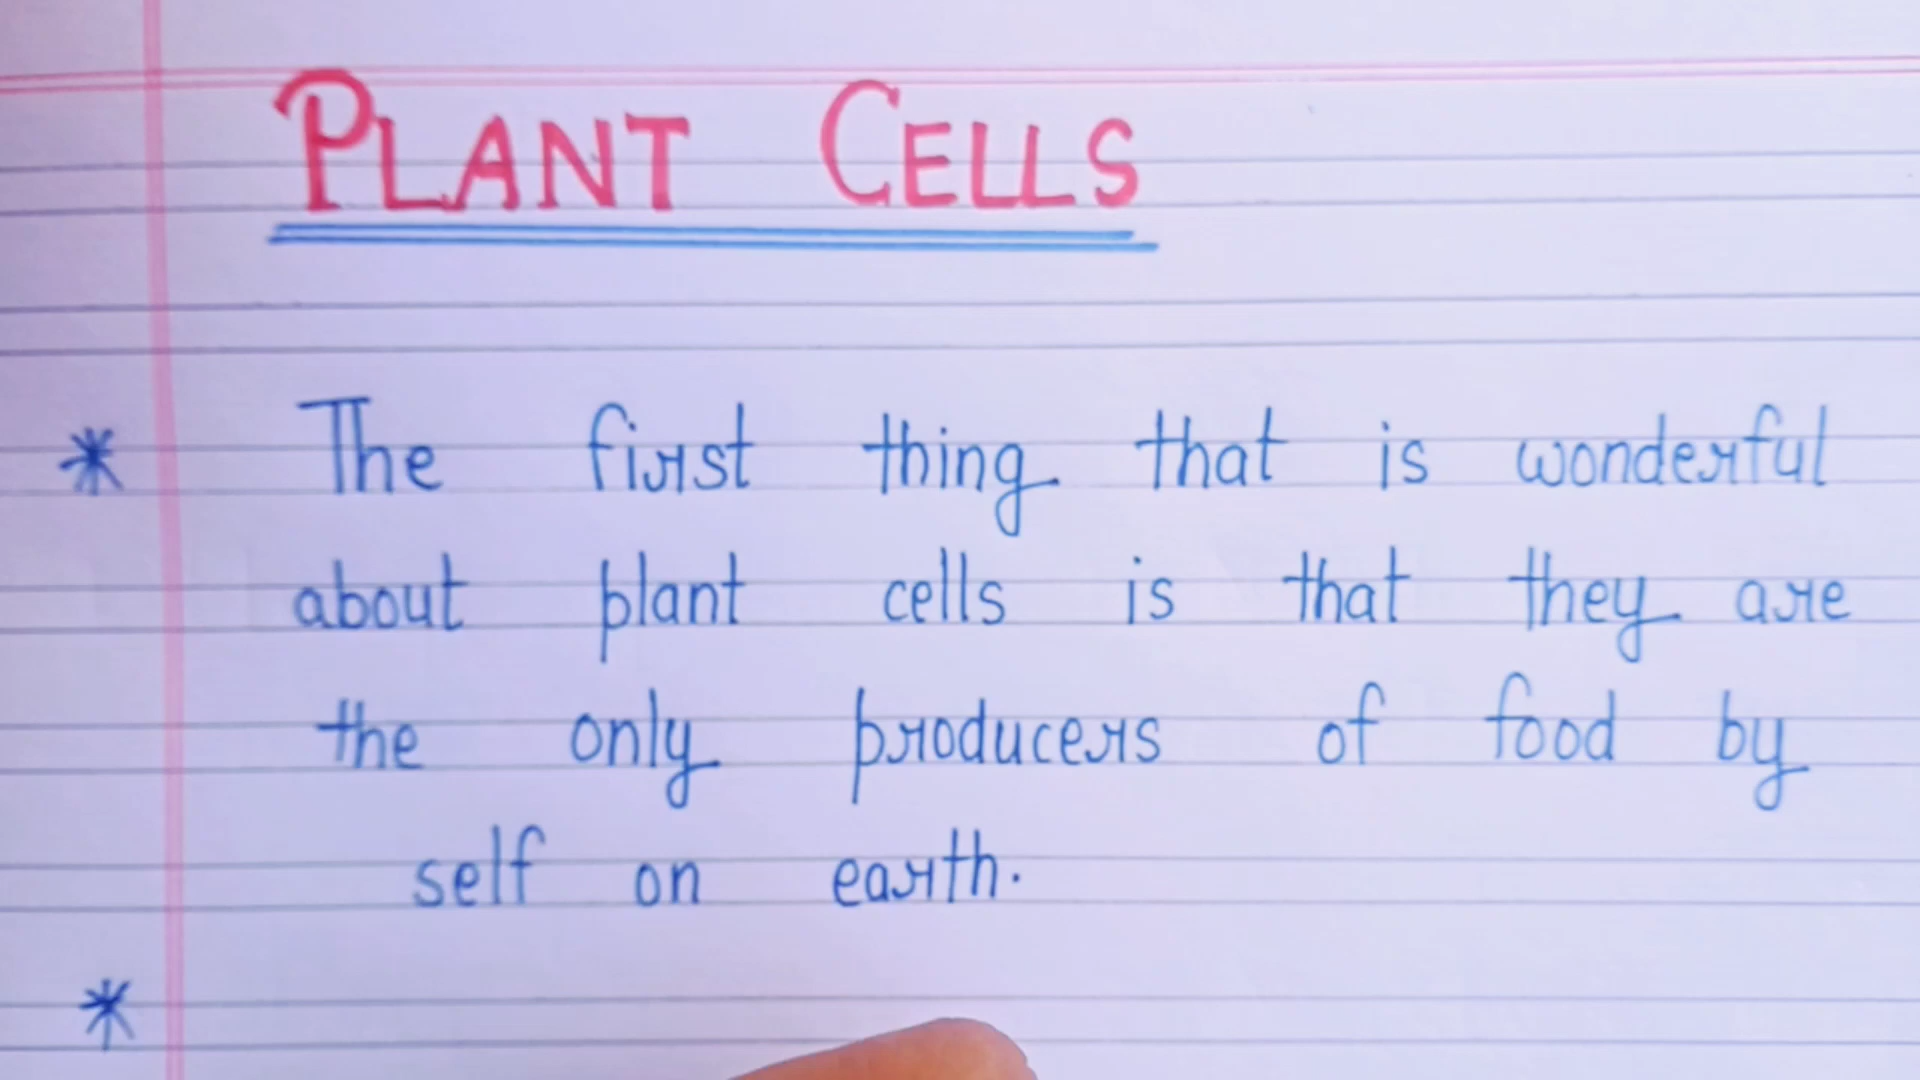 PLANT CELLS
* The first thing that is wonderful
about plant cells is that they are
the only producers of food by
self on earth.
*